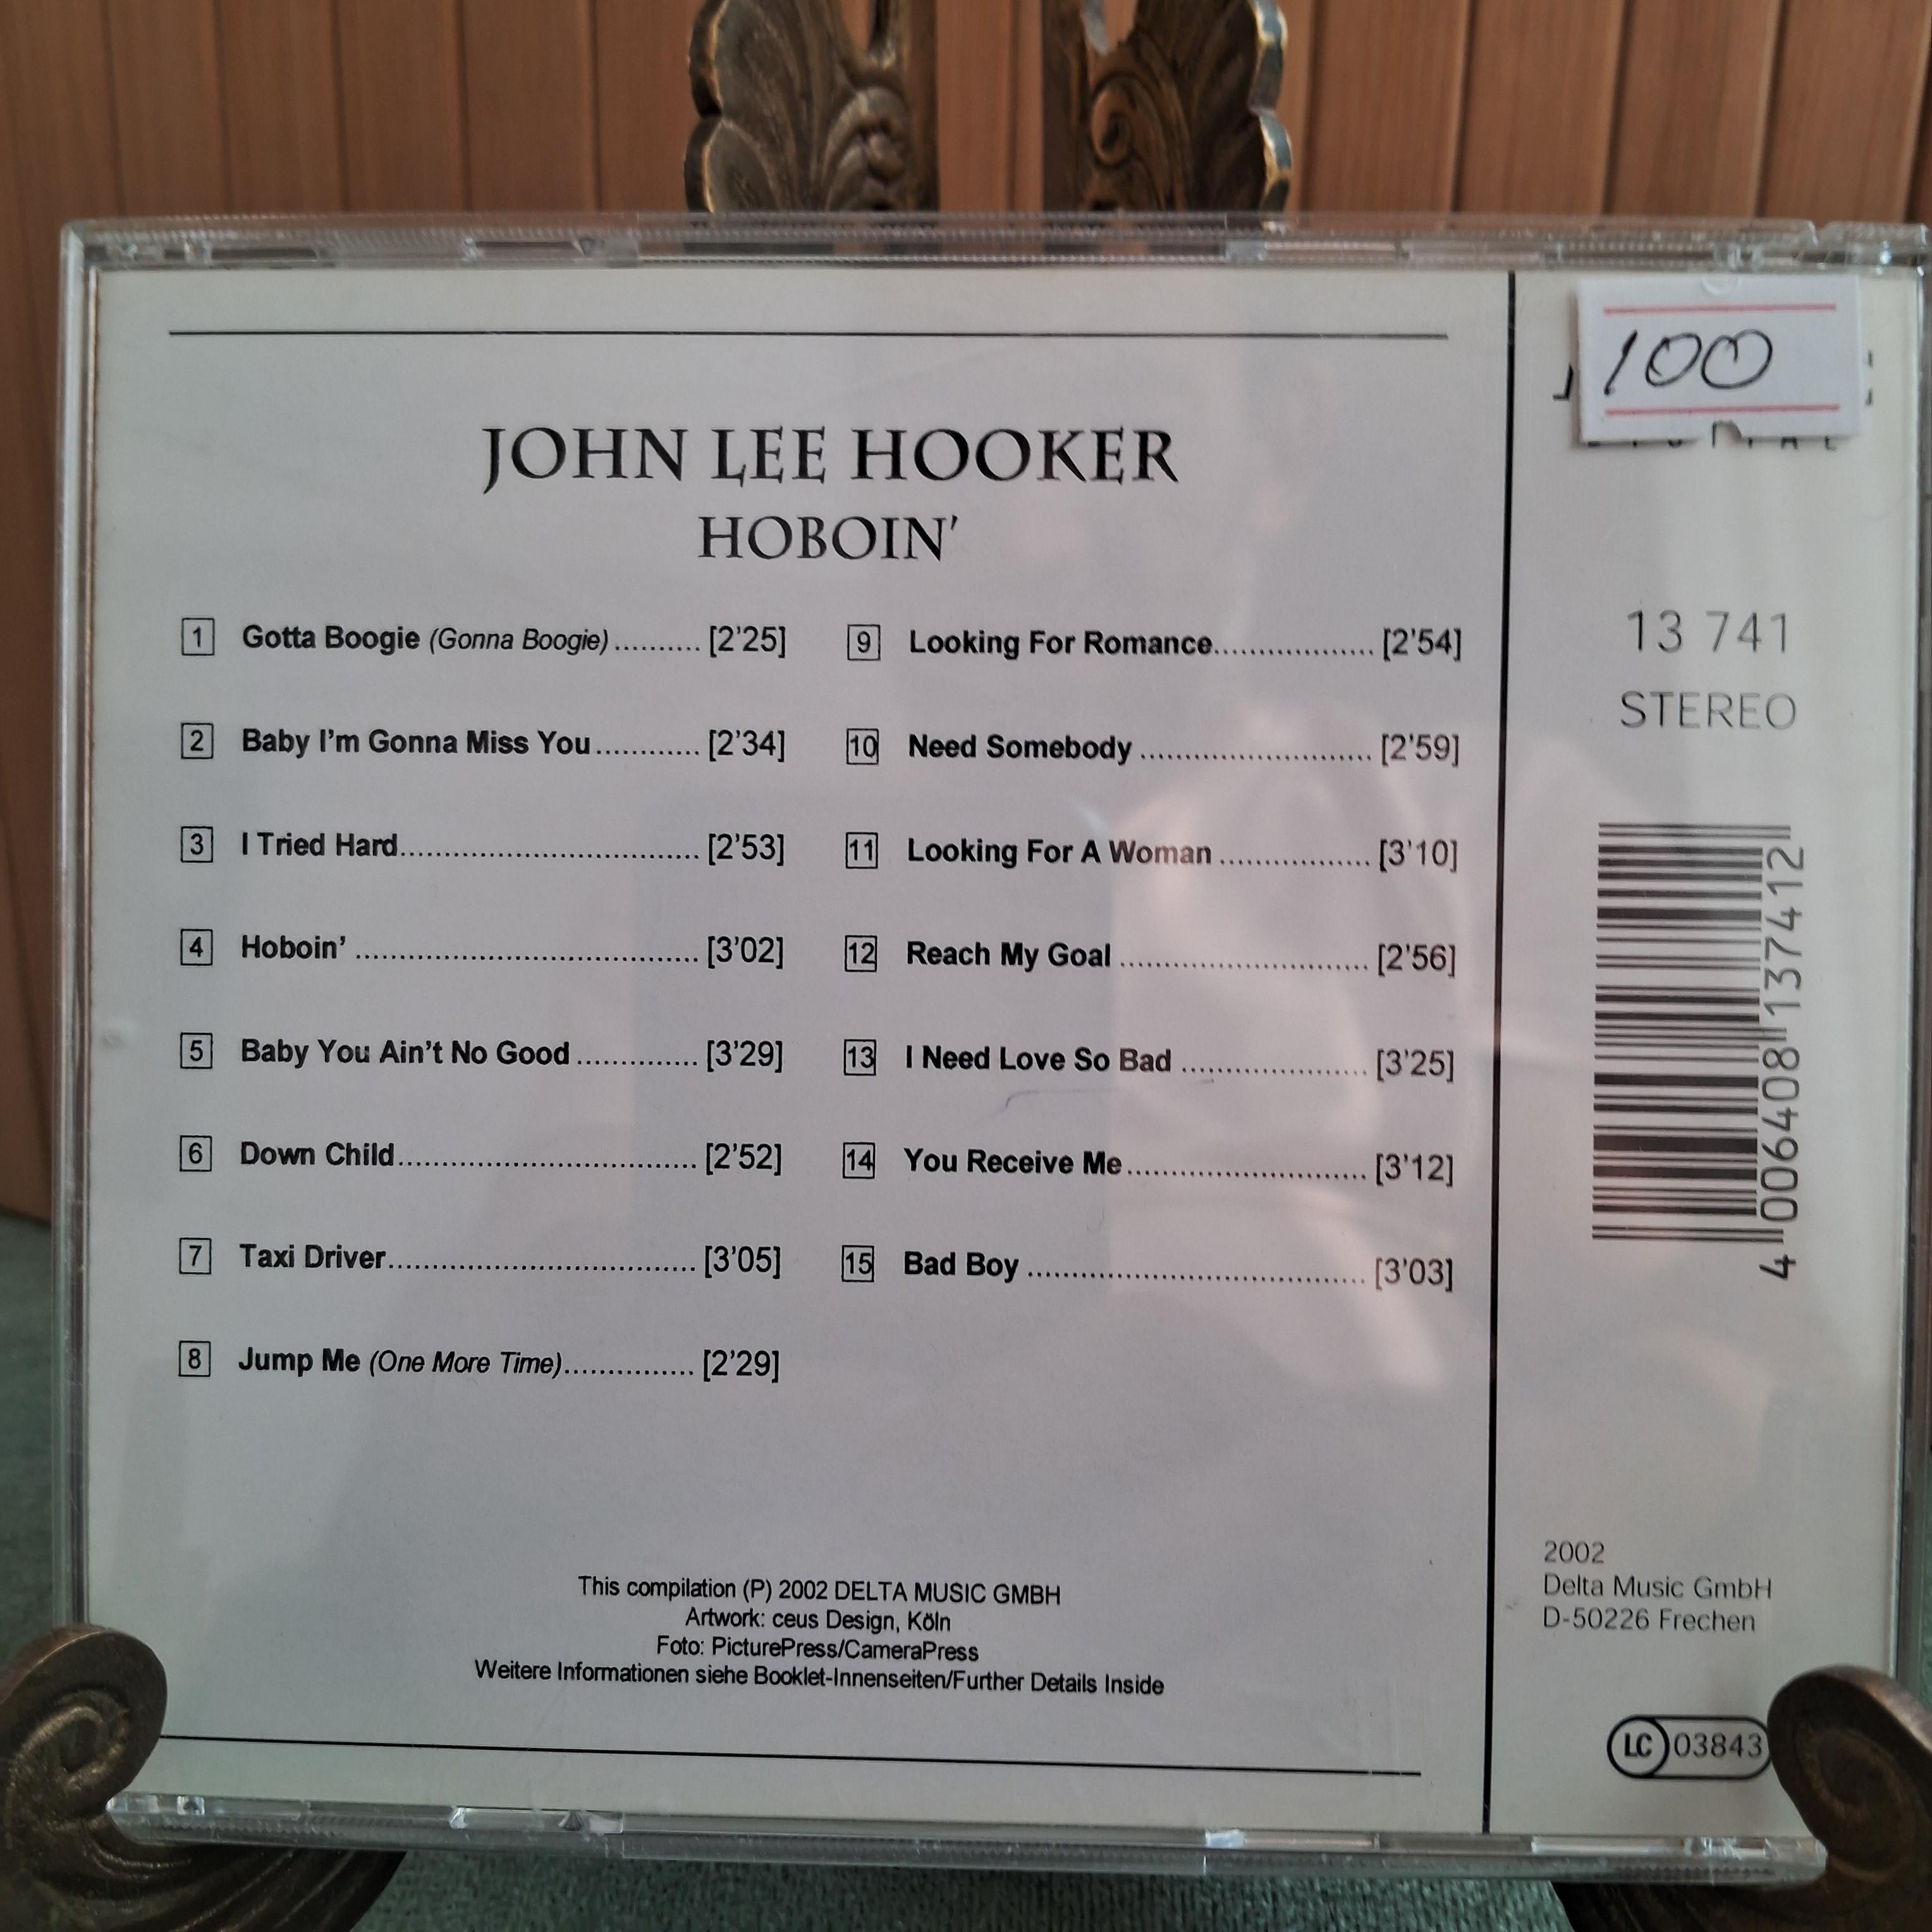 100
JOHN LEE HOOKER
HOBOIN'
1 Gotta Boogie (Gonna Boogie).......... [2'25]
2 Baby I'm Gonna Miss You............ [2'34]
3 I Tried Hard.................................. [2'53]
4 Hoboin' ....................................... [3'02]
5 Baby You Ain't No Good .............. [3'29]
6 Down Child.................................. [2'52]
7 Taxi Driver................................... [3'05]
8 Jump Me (One More Time)............... [2'29]
9 Looking For Romance.................. [2'54]
10 Need Somebody .......................... [2'59]
11 Looking For A Woman ................. [3'10]
12 Reach My Goal ............................ [2'56]
13 I Need Love So Bad ..................... [3'25]
14 You Receive Me........................... [3'12]
15 Bad Boy ...................................... [3'03]
This compilation (P) 2002 DELTA MUSIC GMBH
Artwork: ceus Design, Köln
Foto: PicturePress/CameraPress
Weitere Informationen siehe Booklet-Innenseiten/Further Details Inside
13 741
STEREO
4 006408 137412
2002
Delta Music GmbH
D-50226 Frechen
LC 03843